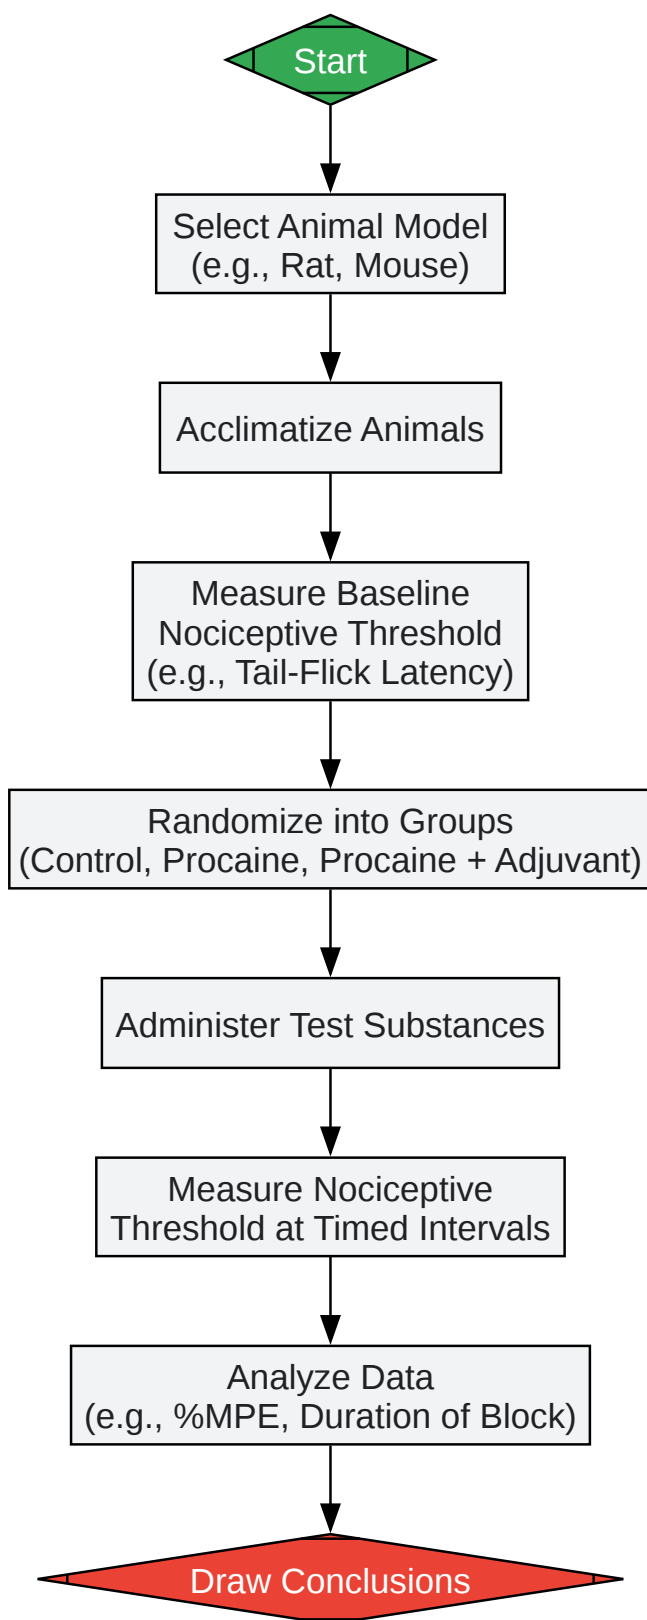 Start
Select Animal Model
(e.g., Rat, Mouse)
Acclimatize Animals
Measure Baseline
Nociceptive Threshold
(e.g., Tail-Flick Latency)
Randomize into Groups
(Control, Procaine, Procaine + Adjuvant)
Administer Test Substances
Measure Nociceptive
Threshold at Timed Intervals
Analyze Data
(e.g., %MPE, Duration of Block)
Draw Conclusions